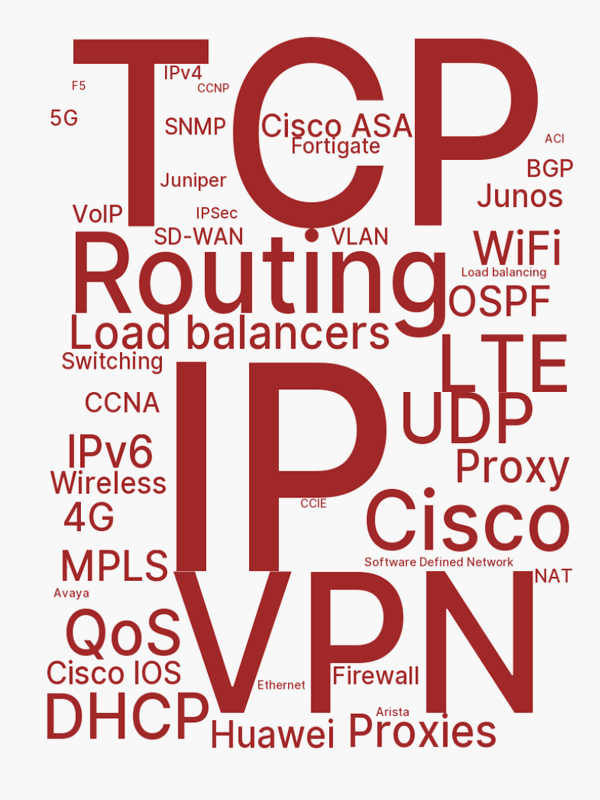 TCP
IPv4
F5
CCNP
5G
SNMP
Cisco ASA
Fortigate
ACI
BGP
Juniper
Junos
VoIP
IPSec
SD-WAN
VLAN
WiFi
Routing
Load balancing
OSPF
Load balancers
Switching
LTE
IP
CCNA
UDP
IPv6
Proxy
Wireless
CCIE
Cisco
4G
MPLS
Software Defined Network
NAT
VPN
Avaya
QoS
Cisco IOS
Ethernet
Firewall
DHCP
Arista
Huawei
Proxies